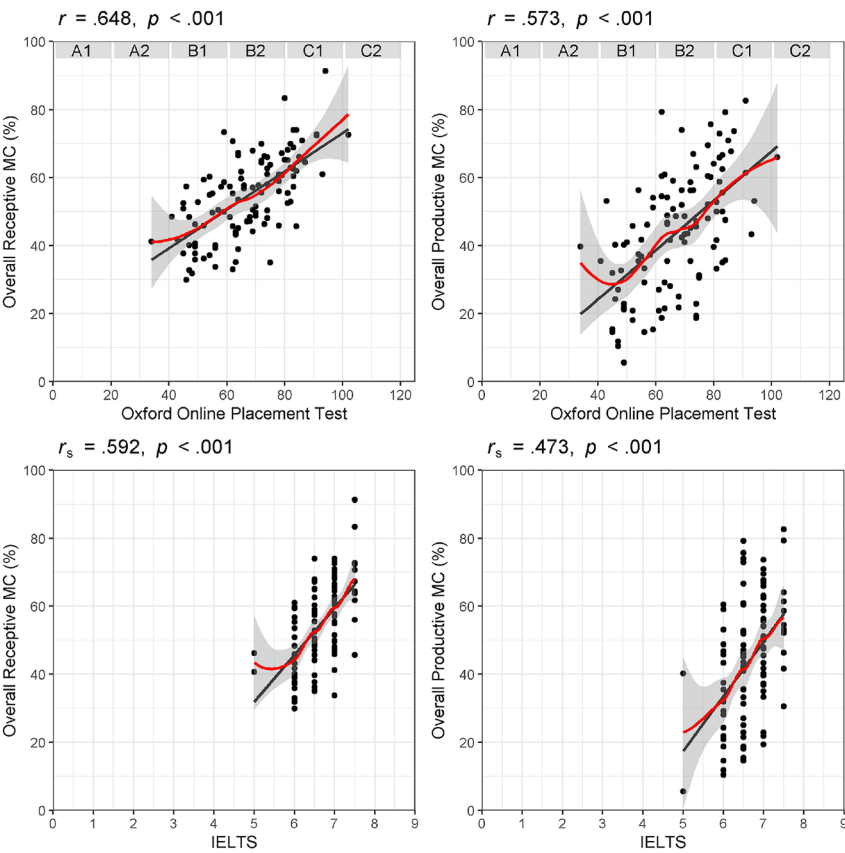 r = .648, p < .001
A1 A2 B1 B2 C1 C2
100
80
60
40
20
0
Overall Receptive MC (%)
0 20 40 60 80 100 120
Oxford Online Placement Test
r = .573, p < .001
A1 A2 B1 B2 C1 C2
100
80
60
40
20
0
Overall Productive MC (%)
0 20 40 60 80 100 120
Oxford Online Placement Test
rs = .592, p < .001
100
80
60
40
20
0
Overall Receptive MC (%)
0 1 2 3 4 5 6 7 8 9
IELTS
rs = .473, p < .001
100
80
60
40
20
0
Overall Productive MC (%)
0 1 2 3 4 5 6 7 8 9
IELTS